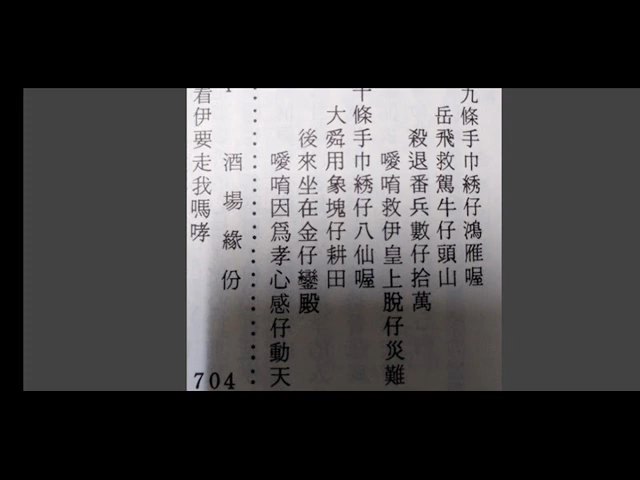 九條手巾綉仔鴻雁喔
岳飛救駕牛仔頭山
殺退番兵數仔拾萬
噯唷救伊皇上脫仔災難
十條手巾綉仔八仙喔
大舜用象塊仔耕田
後來坐在金仔鑾殿
噯唷因爲孝心感仔動天
酒場緣份
704
看伊要走我嗎哮